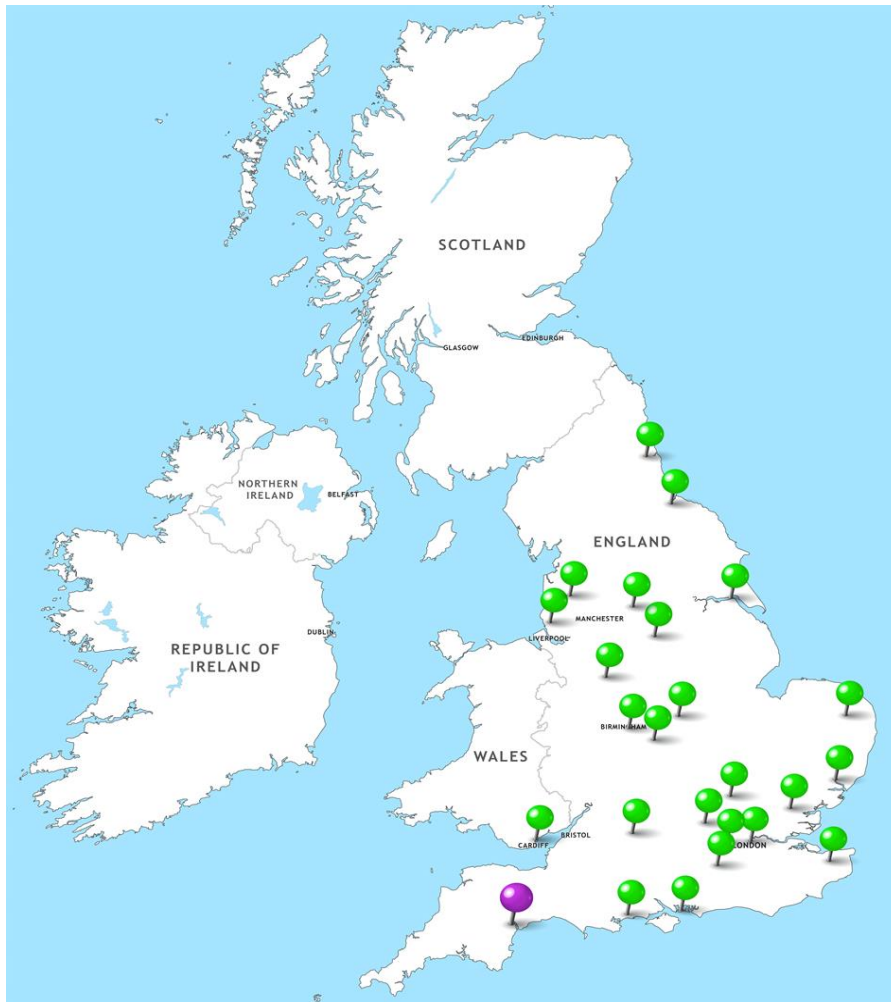 SCOTLAND
GLASGOW
EDINBURGH
NORTHERN
IRELAND
BELFAST
ENGLAND
MANCHESTER
LIVERPOOL
DUBLIN
REPUBLIC OF
IRELAND
BIRMINGHAM
WALES
CARDIFF
BRISTOL
LONDON